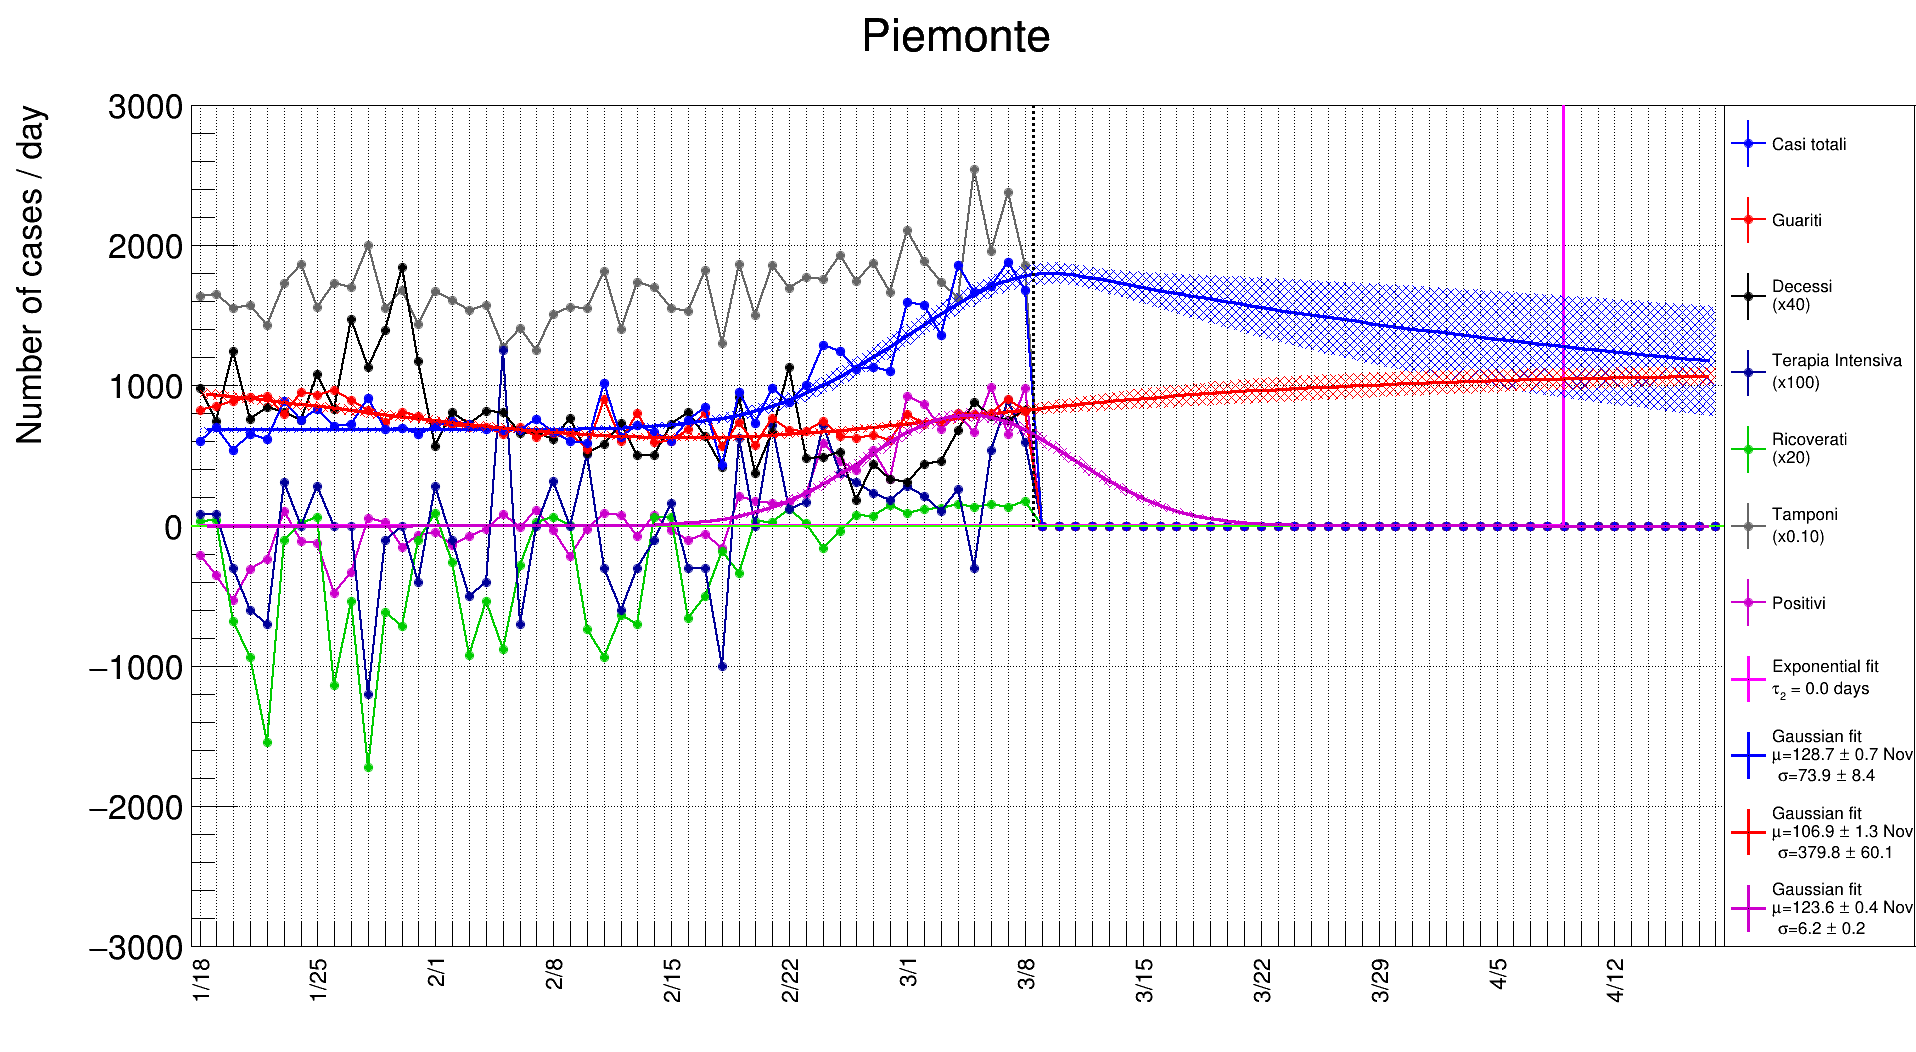 Piemonte
Number of cases / day
3000
2000
1000
0
−1000
−2000
−3000
1/18
1/25
2/1
2/8
2/15
2/22
3/1
3/8
3/15
3/22
3/29
4/5
4/12
Casi totali
Guariti
Decessi
(x40)
Terapia Intensiva
(x100)
Ricoverati
(x20)
Tamponi
(x0.10)
Positivi
Exponential fit
τ2 = 0.0 days
Gaussian fit
μ=128.7 ± 0.7 Nov
σ=73.9 ± 8.4
Gaussian fit
μ=106.9 ± 1.3 Nov
σ=379.8 ± 60.1
Gaussian fit
μ=123.6 ± 0.4 Nov
σ=6.2 ± 0.2